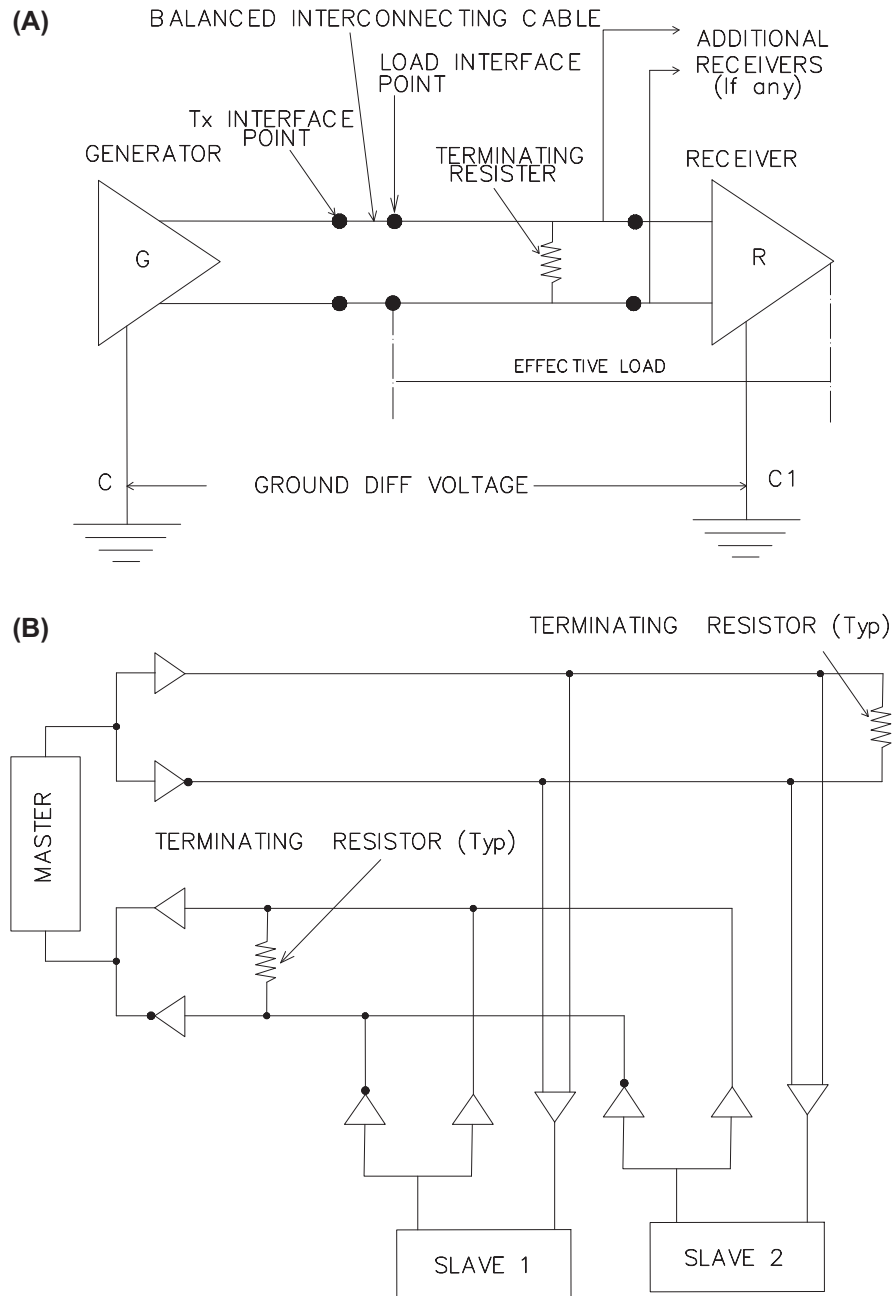 (A)
BALANCED INTERCONNECTING CABLE
LOAD INTERFACE
POINT
ADDITIONAL
RECEIVERS
(If any)
Tx INTERFACE
POINT
GENERATOR
TERMINATING
RESISTER
RECEIVER
G
R
EFFECTIVE LOAD
C
GROUND DIFF VOLTAGE
C1
(B)
TERMINATING RESISTOR (Typ)
MASTER
TERMINATING RESISTOR (Typ)
SLAVE 1
SLAVE 2